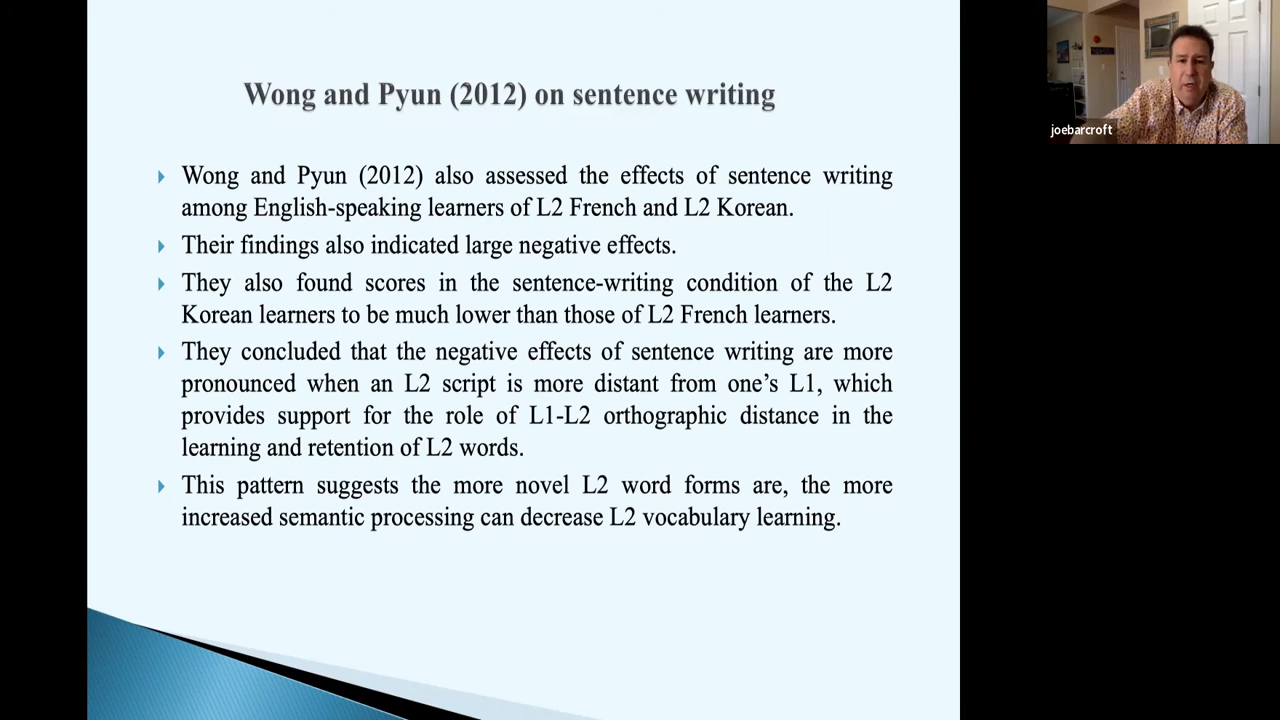 Wong and Pyun (2012) on sentence writing
joebarcroft
Wong and Pyun (2012) also assessed the effects of sentence writing
among English-speaking learners of L2 French and L2 Korean.
Their findings also indicated large negative effects.
They also found scores in the sentence-writing condition of the L2
Korean learners to be much lower than those of L2 French learners.
They concluded that the negative effects of sentence writing are more
pronounced when an L2 script is more distant from one’s L1, which
provides support for the role of L1-L2 orthographic distance in the
learning and retention of L2 words.
This pattern suggests the more novel L2 word forms are, the more
increased semantic processing can decrease L2 vocabulary learning.